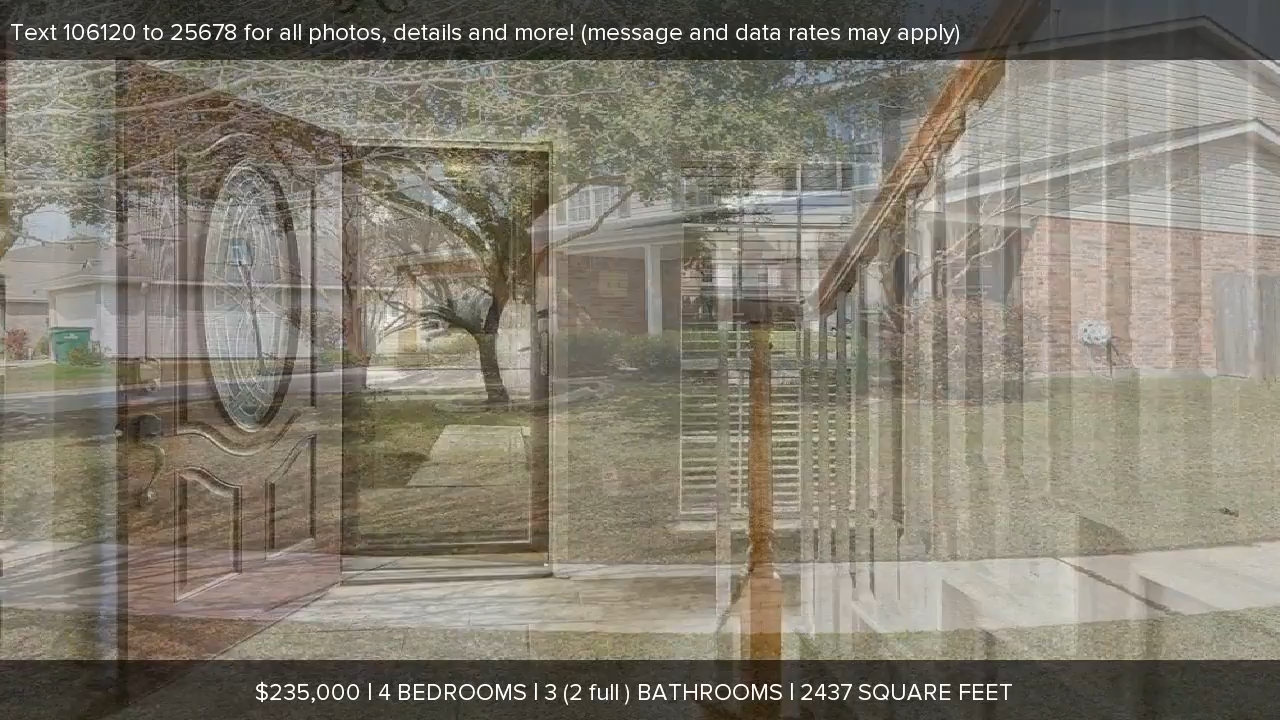 Text 106120 to 25678 for all photos, details and more! (message and data rates may apply)
$235,000 | 4 BEDROOMS | 3 (2 full ) BATHROOMS | 2437 SQUARE FEET